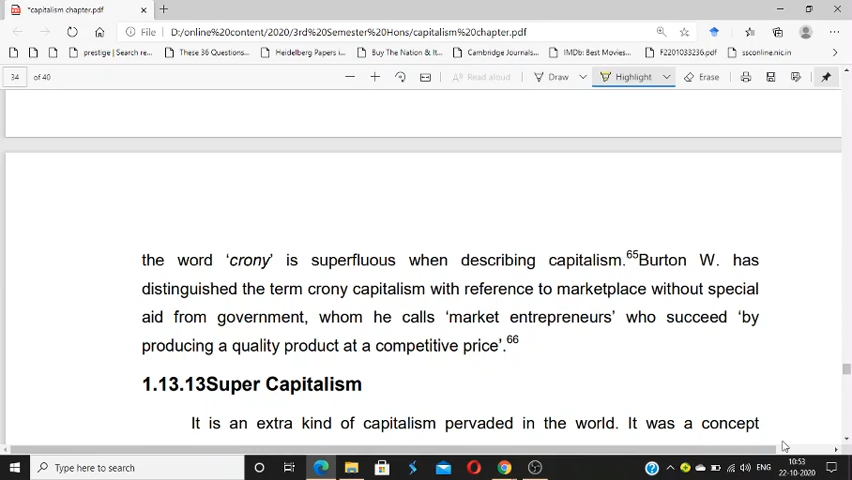 *capitalism chapter.pdf
File D:/online%20content/2020/3rd%20Semester%20Hons/capitalism%20chapter.pdf
prestige | Search re... These 36 Questions... Heidelberg Papers i... Buy The Nation & It... Cambridge Journals... IMDb: Best Movies... F2201033236.pdf ssconline.nic.in
34 of 40 Read aloud Draw Highlight Erase
the word ‘crony’ is superfluous when describing capitalism.65Burton W. has
distinguished the term crony capitalism with reference to marketplace without special
aid from government, whom he calls ‘market entrepreneurs’ who succeed ‘by
producing a quality product at a competitive price’.66
1.13.13Super Capitalism
It is an extra kind of capitalism pervaded in the world. It was a concept
Type here to search
ENG
10:53
22-10-2020